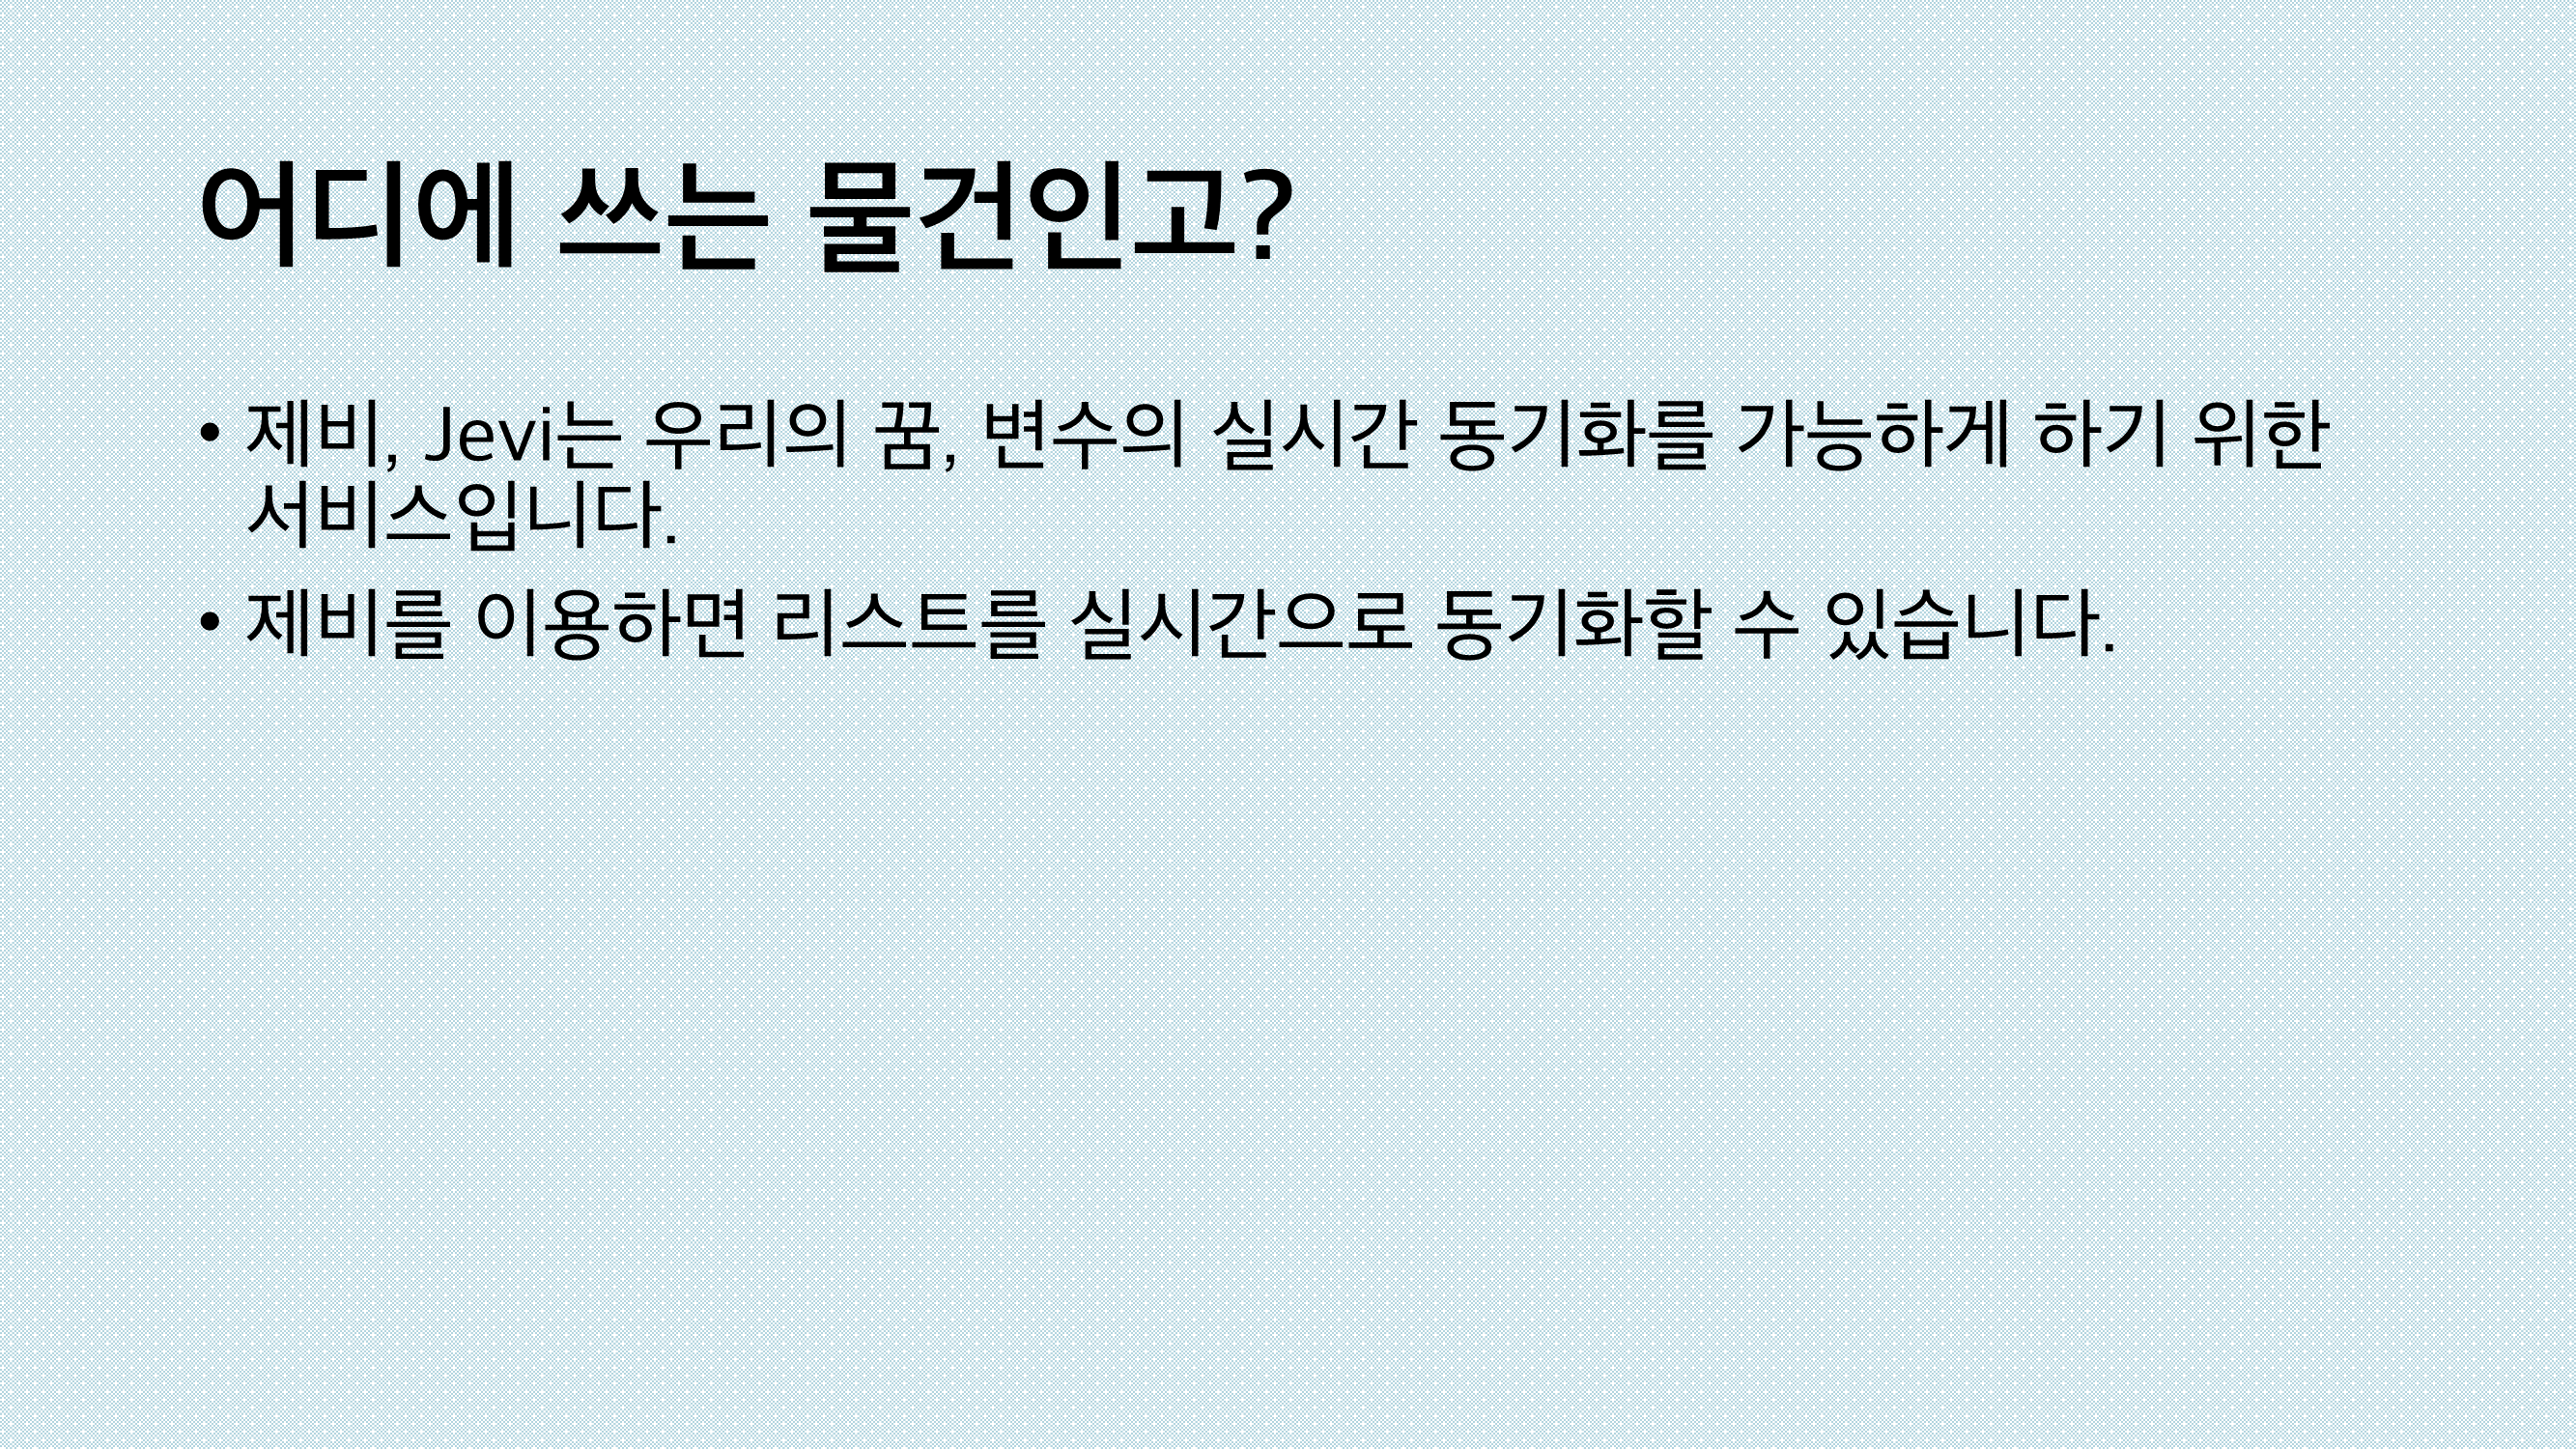 어디에 쓰는 물건인고?
• 제비, Jevi는 우리의 꿈, 변수의 실시간 동기화를 가능하게 하기 위한
서비스입니다.
• 제비를 이용하면 리스트를 실시간으로 동기화할 수 있습니다.